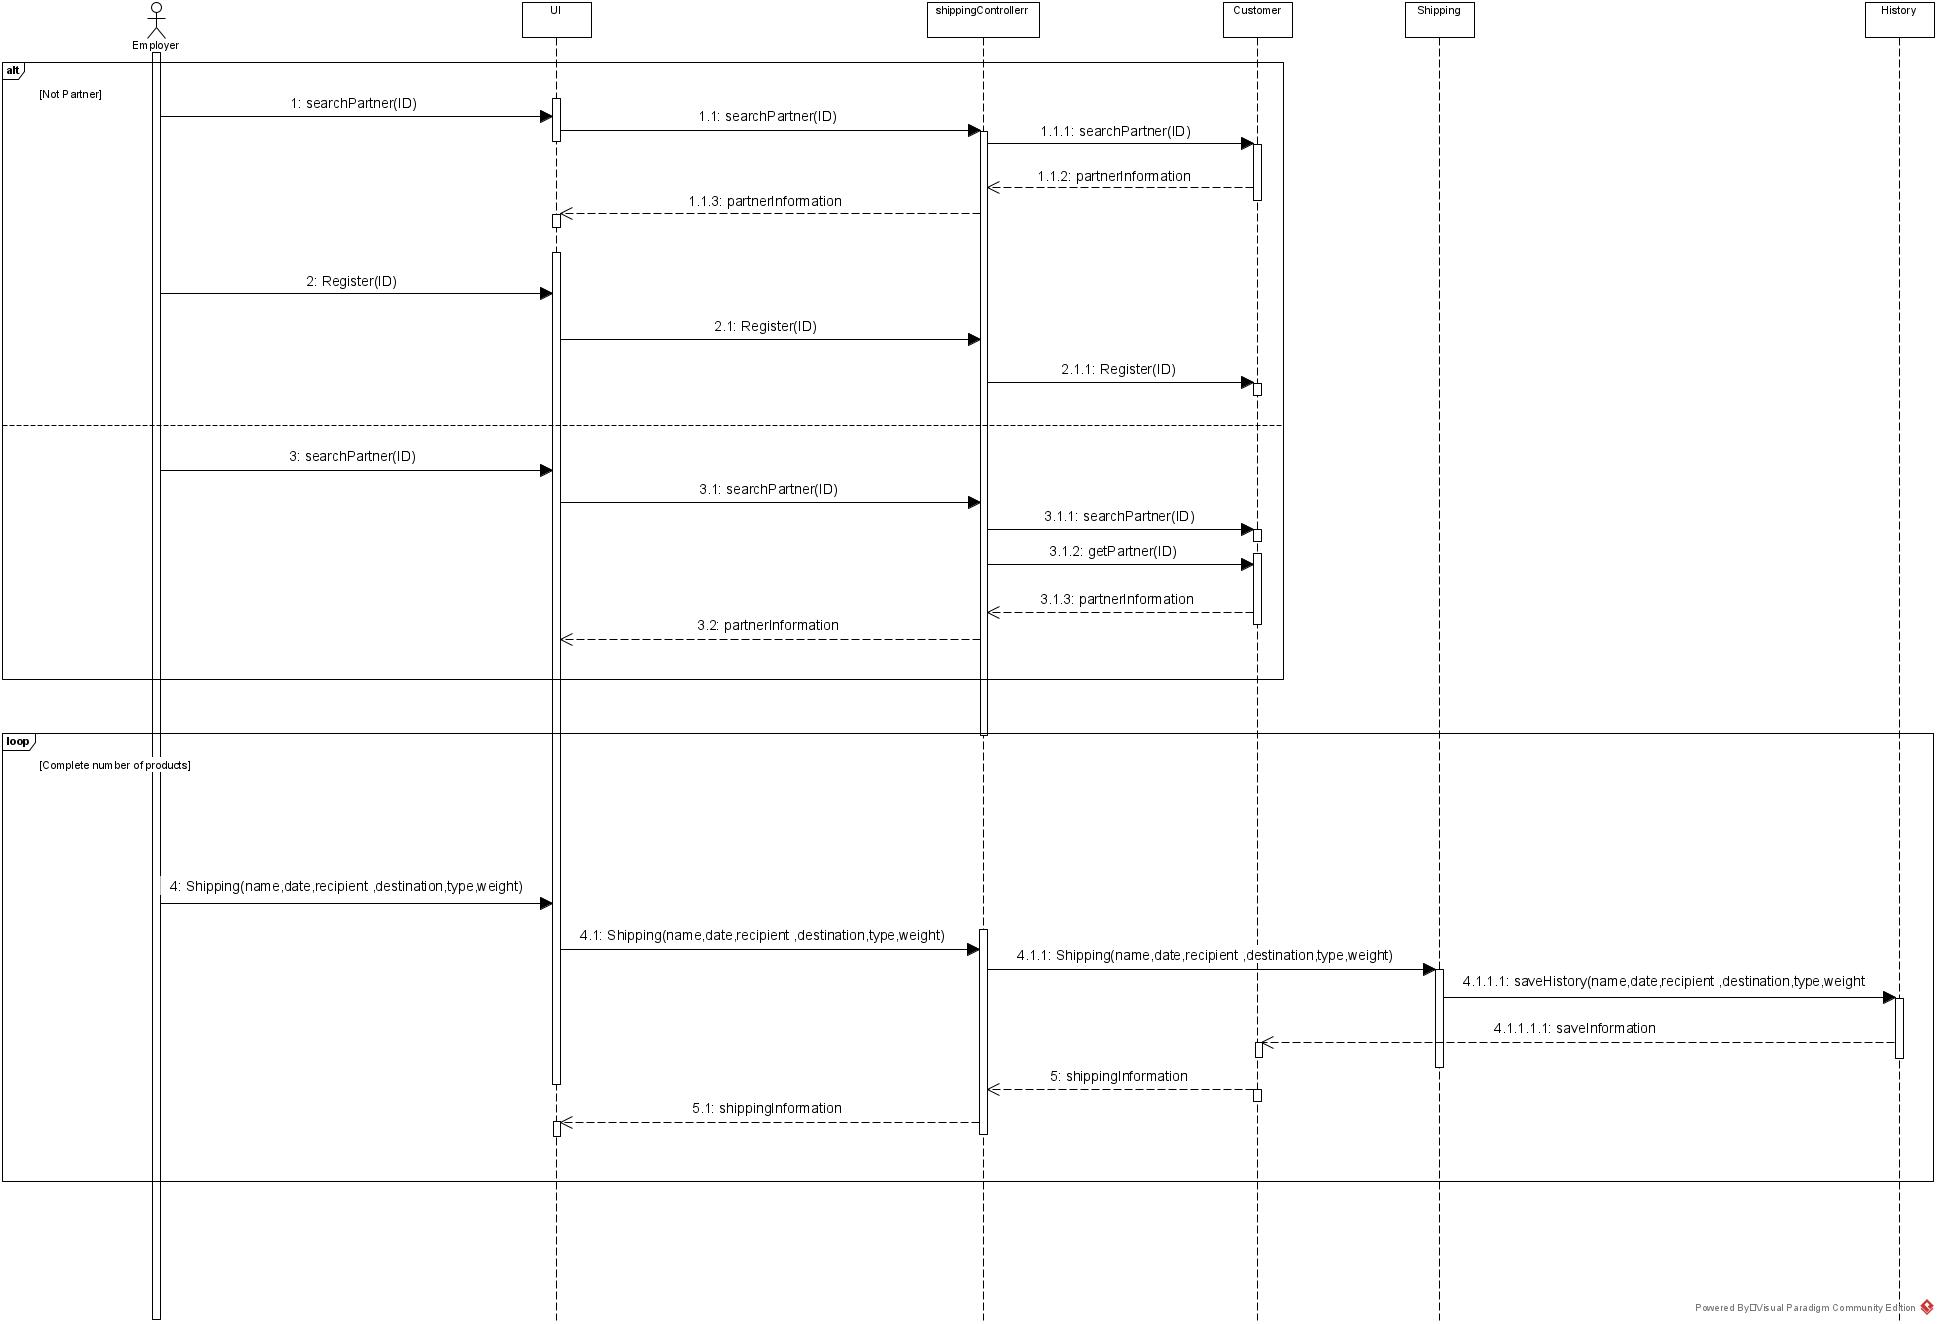 Employer
UI
shippingControllerr
Customer
Shipping
History
alt
[Not Partner]
1: searchPartner(ID)
1.1: searchPartner(ID)
1.1.1: searchPartner(ID)
1.1.2: partnerInformation
1.1.3: partnerInformation
2: Register(ID)
2.1: Register(ID)
2.1.1: Register(ID)
3: searchPartner(ID)
3.1: searchPartner(ID)
3.1.1: searchPartner(ID)
3.1.2: getPartner(ID)
3.1.3: partnerInformation
3.2: partnerInformation
loop
[Complete number of products]
4: Shipping(name,date,recipient ,destination,type,weight)
4.1: Shipping(name,date,recipient ,destination,type,weight)
4.1.1: Shipping(name,date,recipient ,destination,type,weight)
4.1.1.1: saveHistory(name,date,recipient ,destination,type,weight
4.1.1.1.1: saveInformation
5: shippingInformation
5.1: shippingInformation
Powered By Visual Paradigm Community Edition